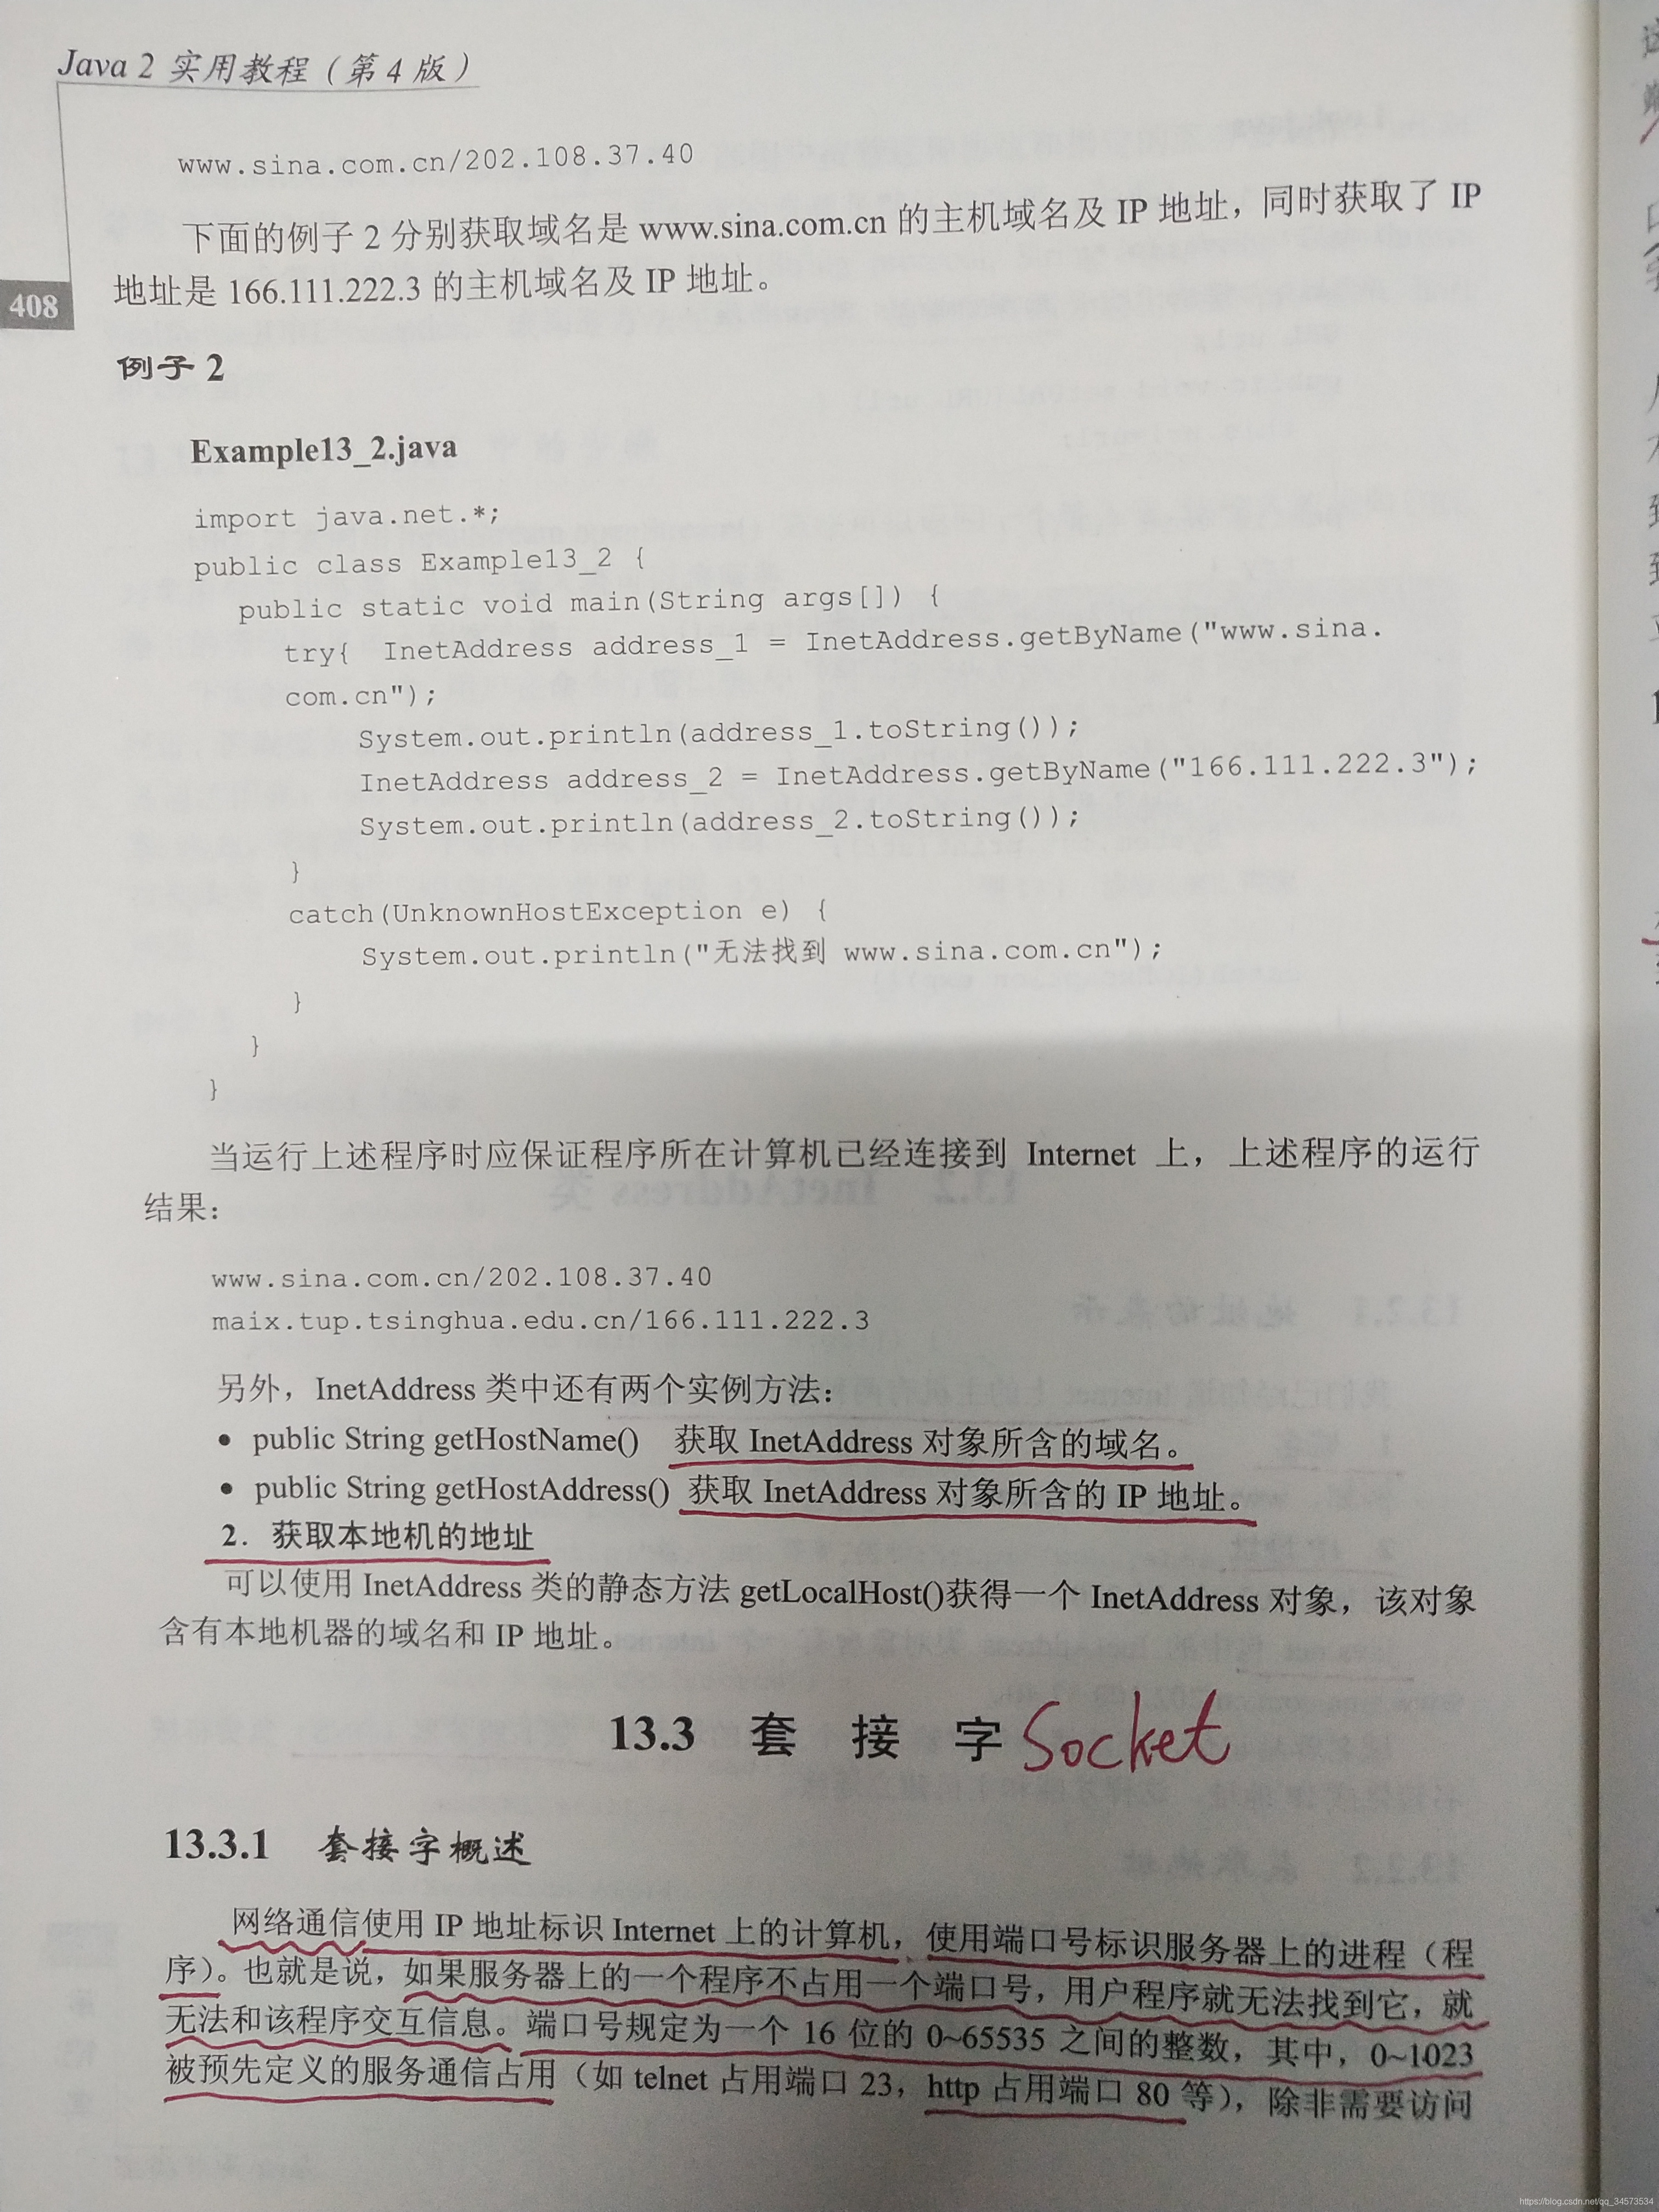 Java 2 实用教程（第 4 版）
www.sina.com.cn/202.108.37.40
下面的例子 2 分别获取域名是 www.sina.com.cn 的主机域名及 IP 地址，同时获取了 IP
地址是 166.111.222.3 的主机域名及 IP 地址。
408
例子 2
Example13_2.java
import java.net.*;
public class Example13_2 {
public static void main(String args[]) {
try{ InetAddress address_1 = InetAddress.getByName("www.sina.
com.cn");
System.out.println(address_1.toString());
InetAddress address_2 = InetAddress.getByName("166.111.222.3");
System.out.println(address_2.toString());
}
catch(UnknownHostException e) {
System.out.println("无法找到 www.sina.com.cn");
}
}
}
当运行上述程序时应保证程序所在计算机已经连接到 Internet 上，上述程序的运行
结果：
www.sina.com.cn/202.108.37.40
maix.tup.tsinghua.edu.cn/166.111.222.3
另外，InetAddress 类中还有两个实例方法：
• public String getHostName() 获取 InetAddress 对象所含的域名。
• public String getHostAddress() 获取 InetAddress 对象所含的 IP 地址。
2．获取本地机的地址
可以使用 InetAddress 类的静态方法 getLocalHost()获得一个 InetAddress 对象，该对象
含有本地机器的域名和 IP 地址。
13.3 套 接 字 Socket
13.3.1 套接字概述
网络通信使用 IP 地址标识 Internet 上的计算机，使用端口号标识服务器上的进程（程
序）。也就是说，如果服务器上的一个程序不占用一个端口号，用户程序就无法找到它，就
无法和该程序交互信息。端口号规定为一个 16 位的 0~65535 之间的整数，其中，0~1023
被预先定义的服务通信占用（如 telnet 占用端口 23，http 占用端口 80 等），除非需要访问
https://blog.csdn.net/qq_34573534